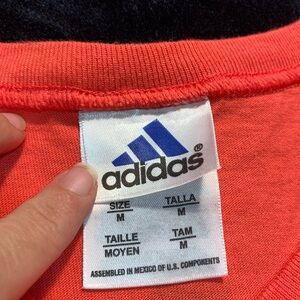 adidas®
SIZE
M
TALLA
M
TAILLE
MOYEN
TAM
M
ASSEMBLED IN MEXICO OF U.S. COMPONENTS